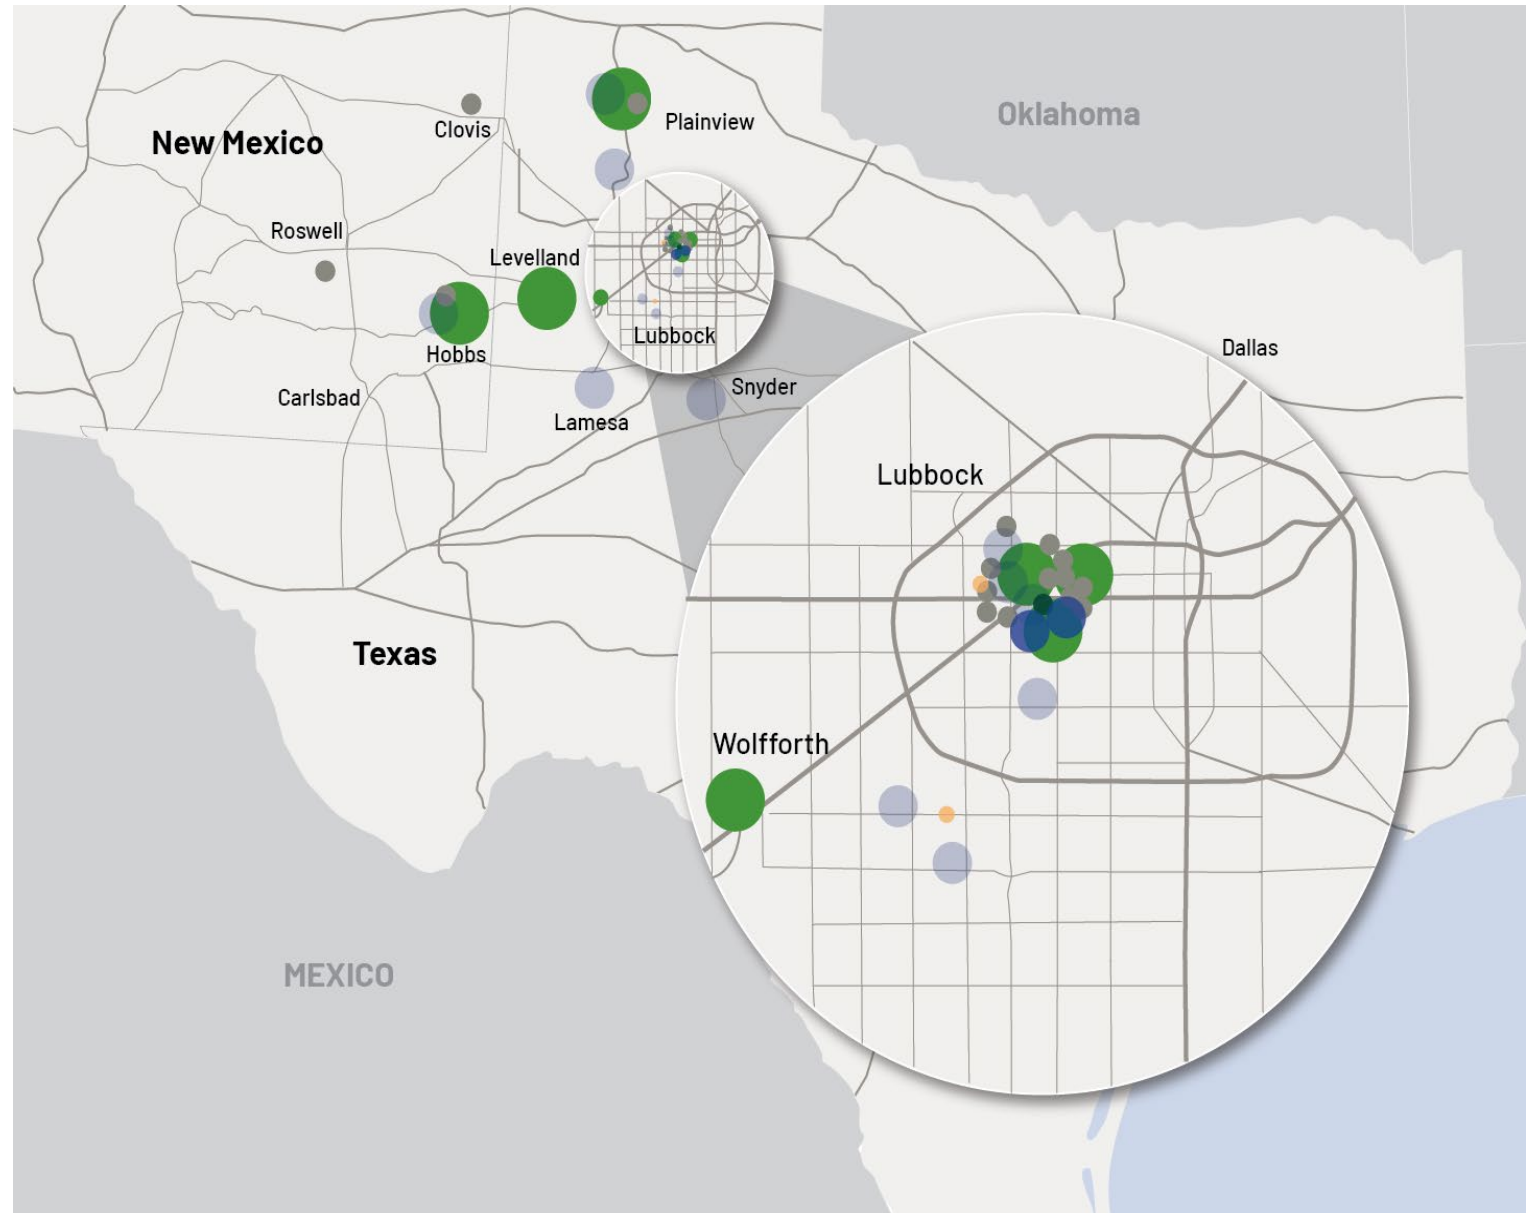 Oklahoma
Plainview
Clovis
New Mexico
Roswell
Levelland
Lubbock
Hobbs
Dallas
Snyder
Carlsbad
Lamesa
Lubbock
Texas
Wolfforth
MEXICO